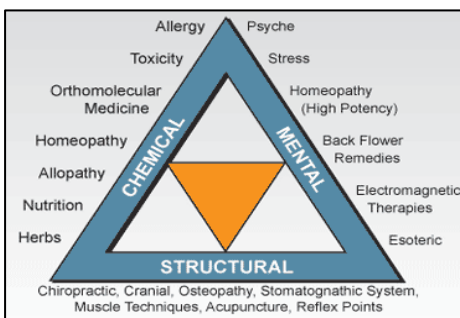 Allergy
Psyche
Toxicity
Stress
Orthomolecular
Medicine
Homeopathy
(High Potency)
Homeopathy
Back Flower
Remedies
Allopathy
Electromagnetic
Therapies
Nutrition
Herbs
Esoteric
CHEMICAL
MENTAL
STRUCTURAL
Chiropractic, Cranial, Osteopathy, Stomatognathic System,
Muscle Techniques, Acupuncture, Reflex Points